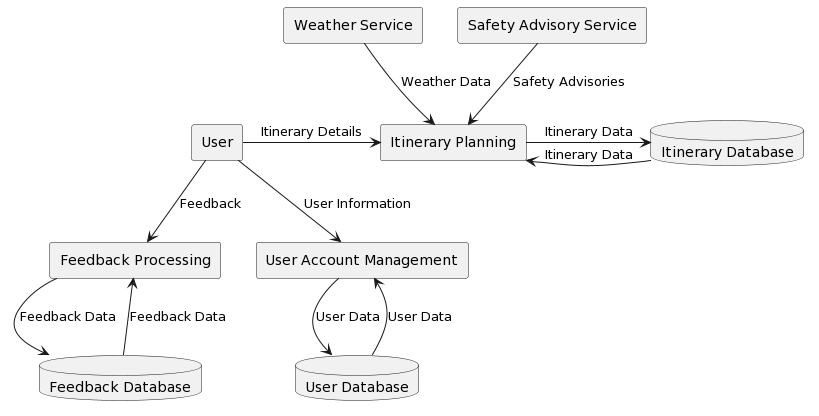 Weather Service
Safety Advisory Service
Weather Data
Safety Advisories
User
Itinerary Details
Itinerary Planning
Itinerary Data
Itinerary Data
Itinerary Database
Feedback
User Information
Feedback Processing
User Account Management
Feedback Data
Feedback Data
User Data
User Data
Feedback Database
User Database